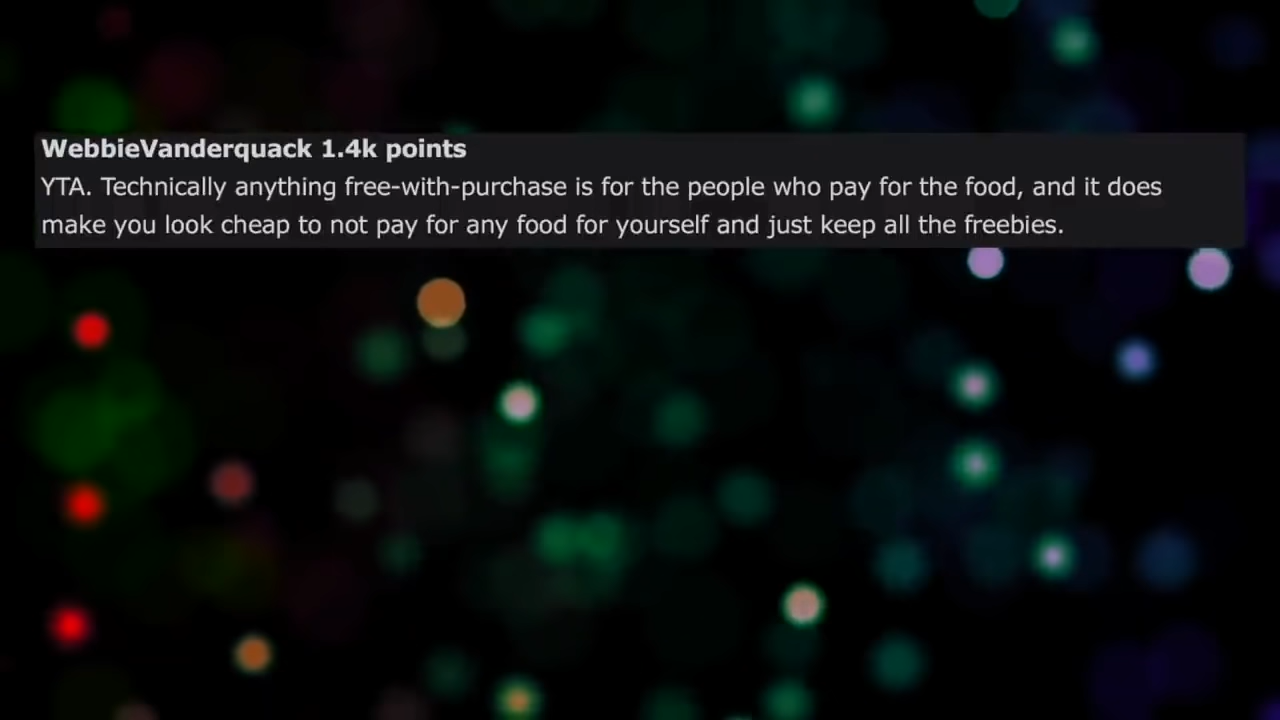 WebbieVanderquack 1.4k points
YTA. Technically anything free-with-purchase is for the people who pay for the food, and it does
make you look cheap to not pay for any food for yourself and just keep all the freebies.